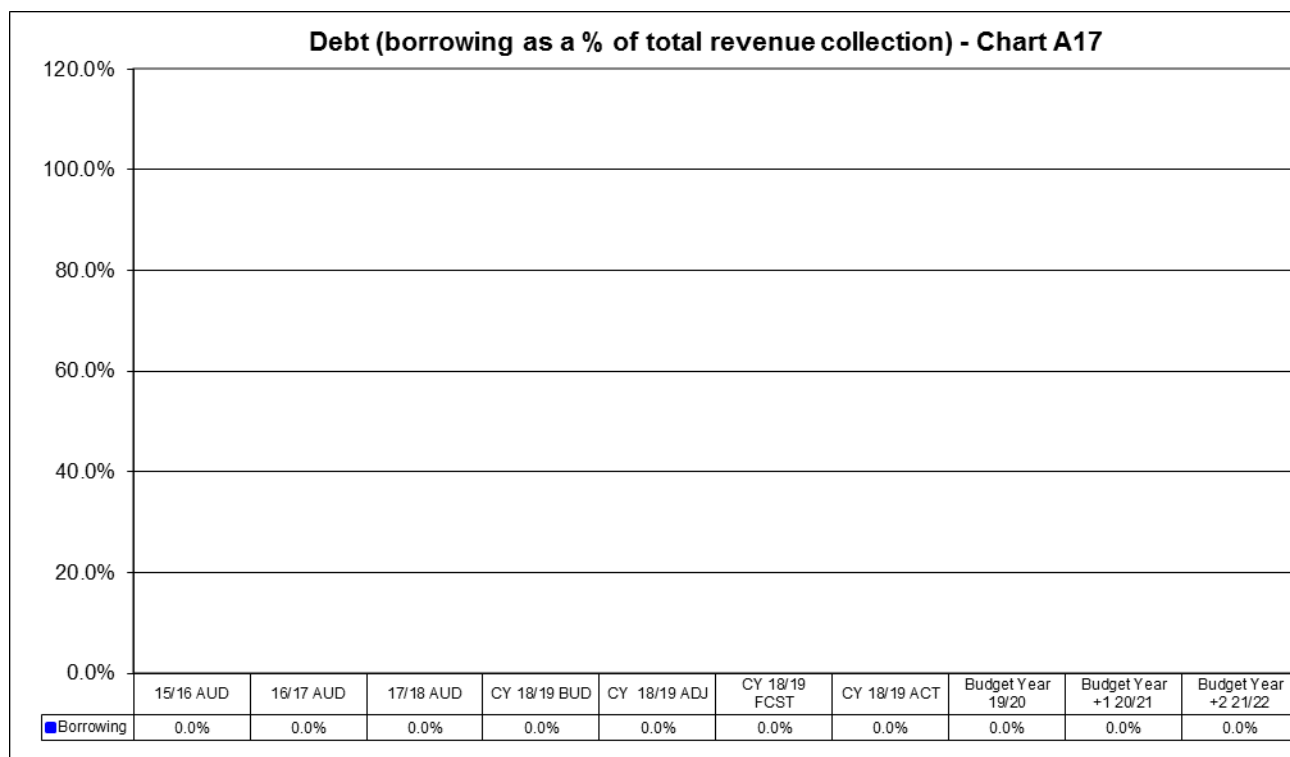 Debt (borrowing as a % of total revenue collection) - Chart A17
120.0%
100.0%
80.0%
60.0%
40.0%
20.0%
0.0%
15/16 AUD 16/17 AUD 17/18 AUD CY 18/19 BUD CY 18/19 ADJ CY 18/19 FCST CY 18/19 ACT Budget Year 19/20 Budget Year +1 20/21 Budget Year +2 21/22
Borrowing 0.0% 0.0% 0.0% 0.0% 0.0% 0.0% 0.0% 0.0% 0.0% 0.0%